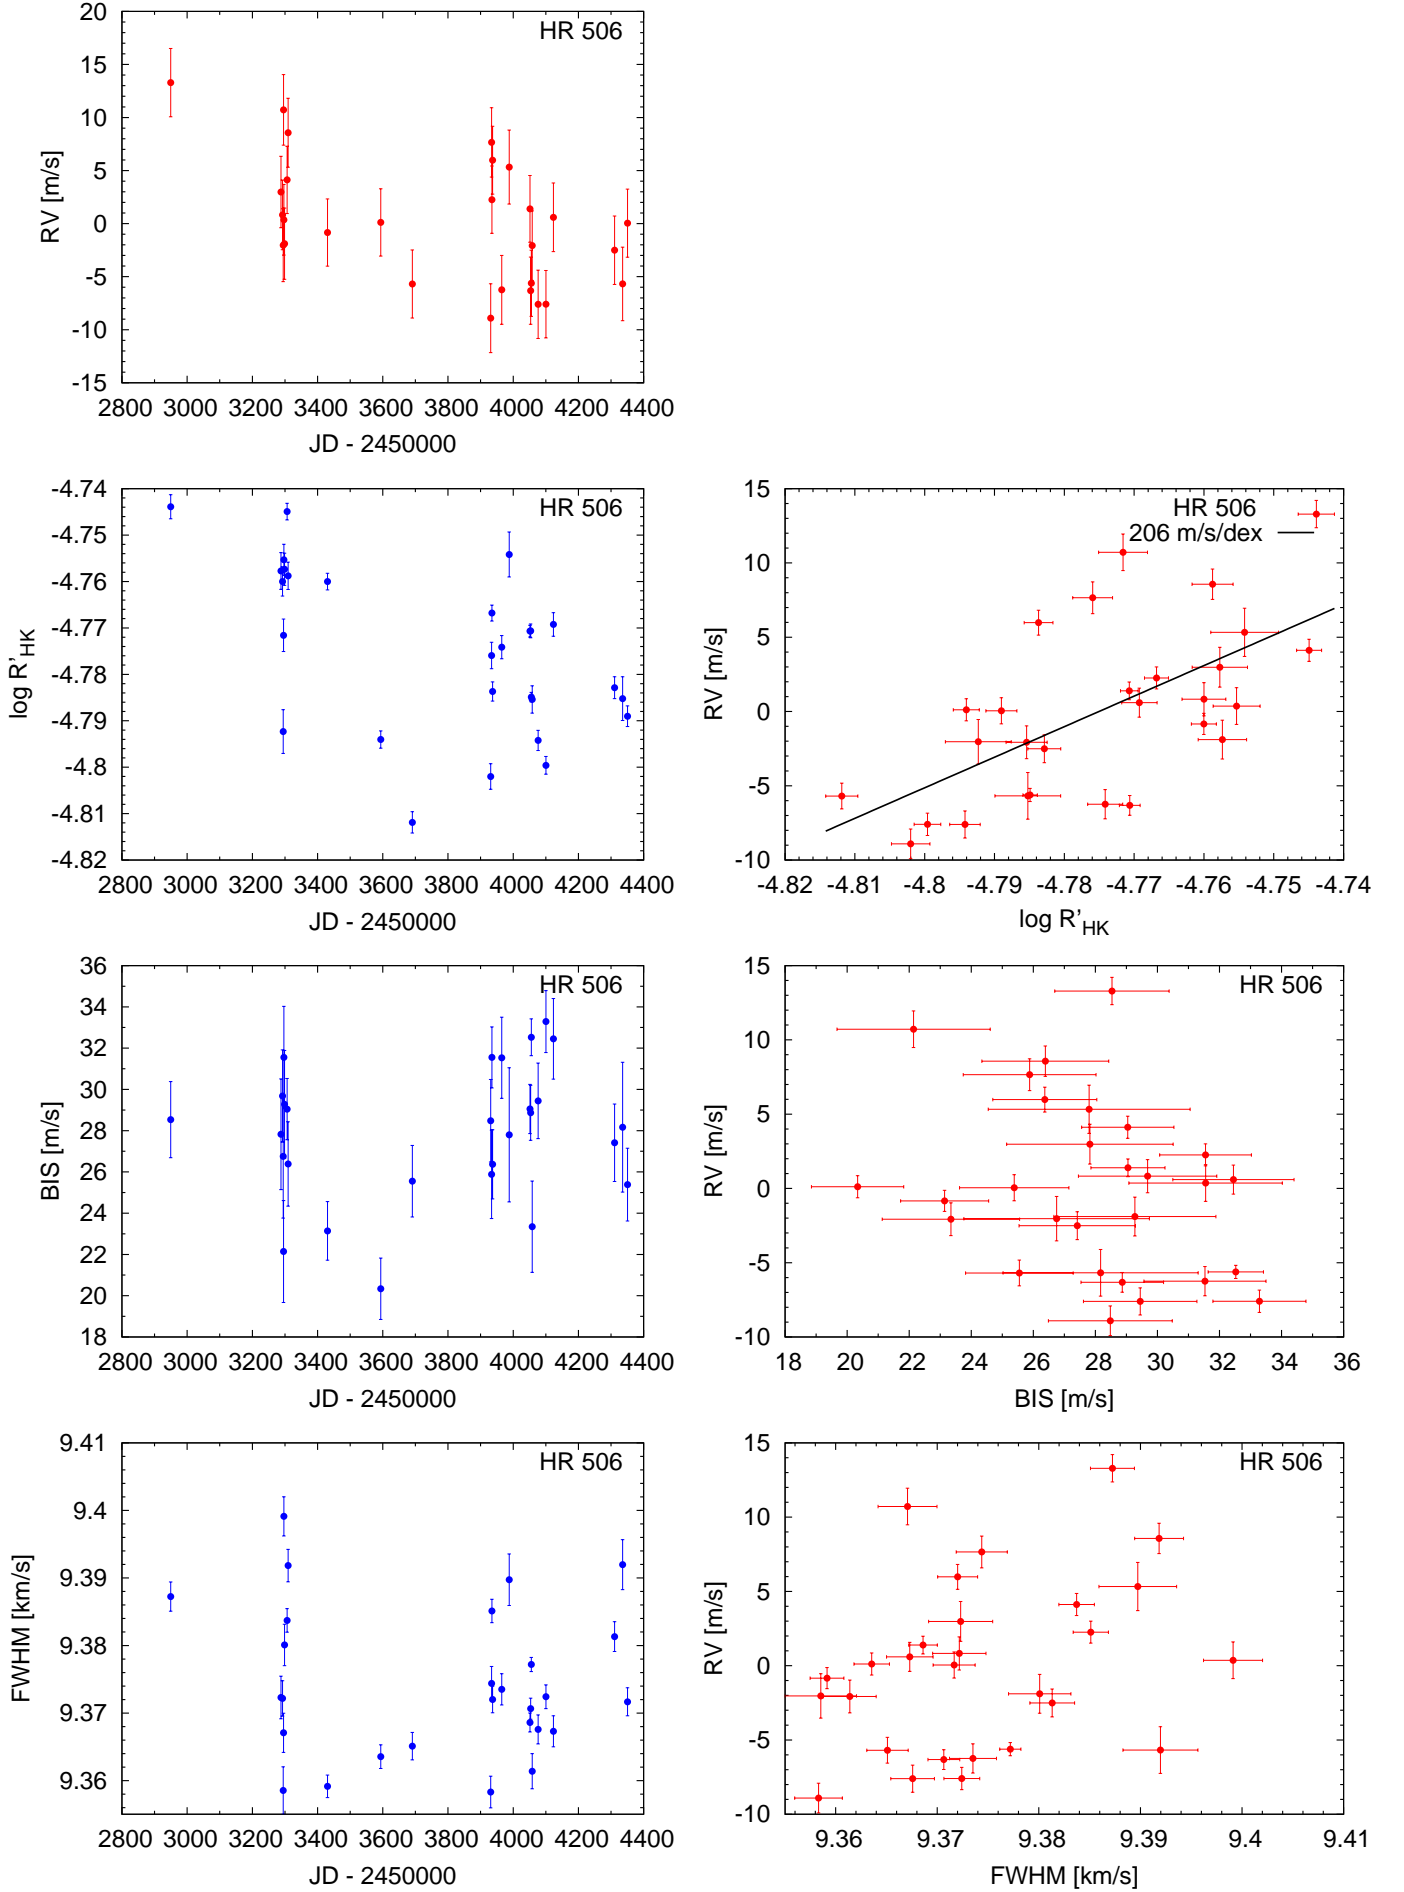 HR 506
20
15
10
5
0
-5
-10
-15
RV [m/s]
2800 3000 3200 3400 3600 3800 4000 4200 4400
JD - 2450000
HR 506
-4.74
-4.75
-4.76
-4.77
-4.78
-4.79
-4.8
-4.81
-4.82
log R'HK
2800 3000 3200 3400 3600 3800 4000 4200 4400
JD - 2450000
HR 506
206 m/s/dex
15
10
5
0
-5
-10
RV [m/s]
-4.82 -4.81 -4.8 -4.79 -4.78 -4.77 -4.76 -4.75 -4.74
log R'HK
HR 506
36
34
32
30
28
26
24
22
20
18
BIS [m/s]
2800 3000 3200 3400 3600 3800 4000 4200 4400
JD - 2450000
HR 506
15
10
5
0
-5
-10
RV [m/s]
18 20 22 24 26 28 30 32 34 36
BIS [m/s]
HR 506
9.41
9.4
9.39
9.38
9.37
9.36
FWHM [km/s]
2800 3000 3200 3400 3600 3800 4000 4200 4400
JD - 2450000
HR 506
15
10
5
0
-5
-10
RV [m/s]
9.36 9.37 9.38 9.39 9.4 9.41
FWHM [km/s]